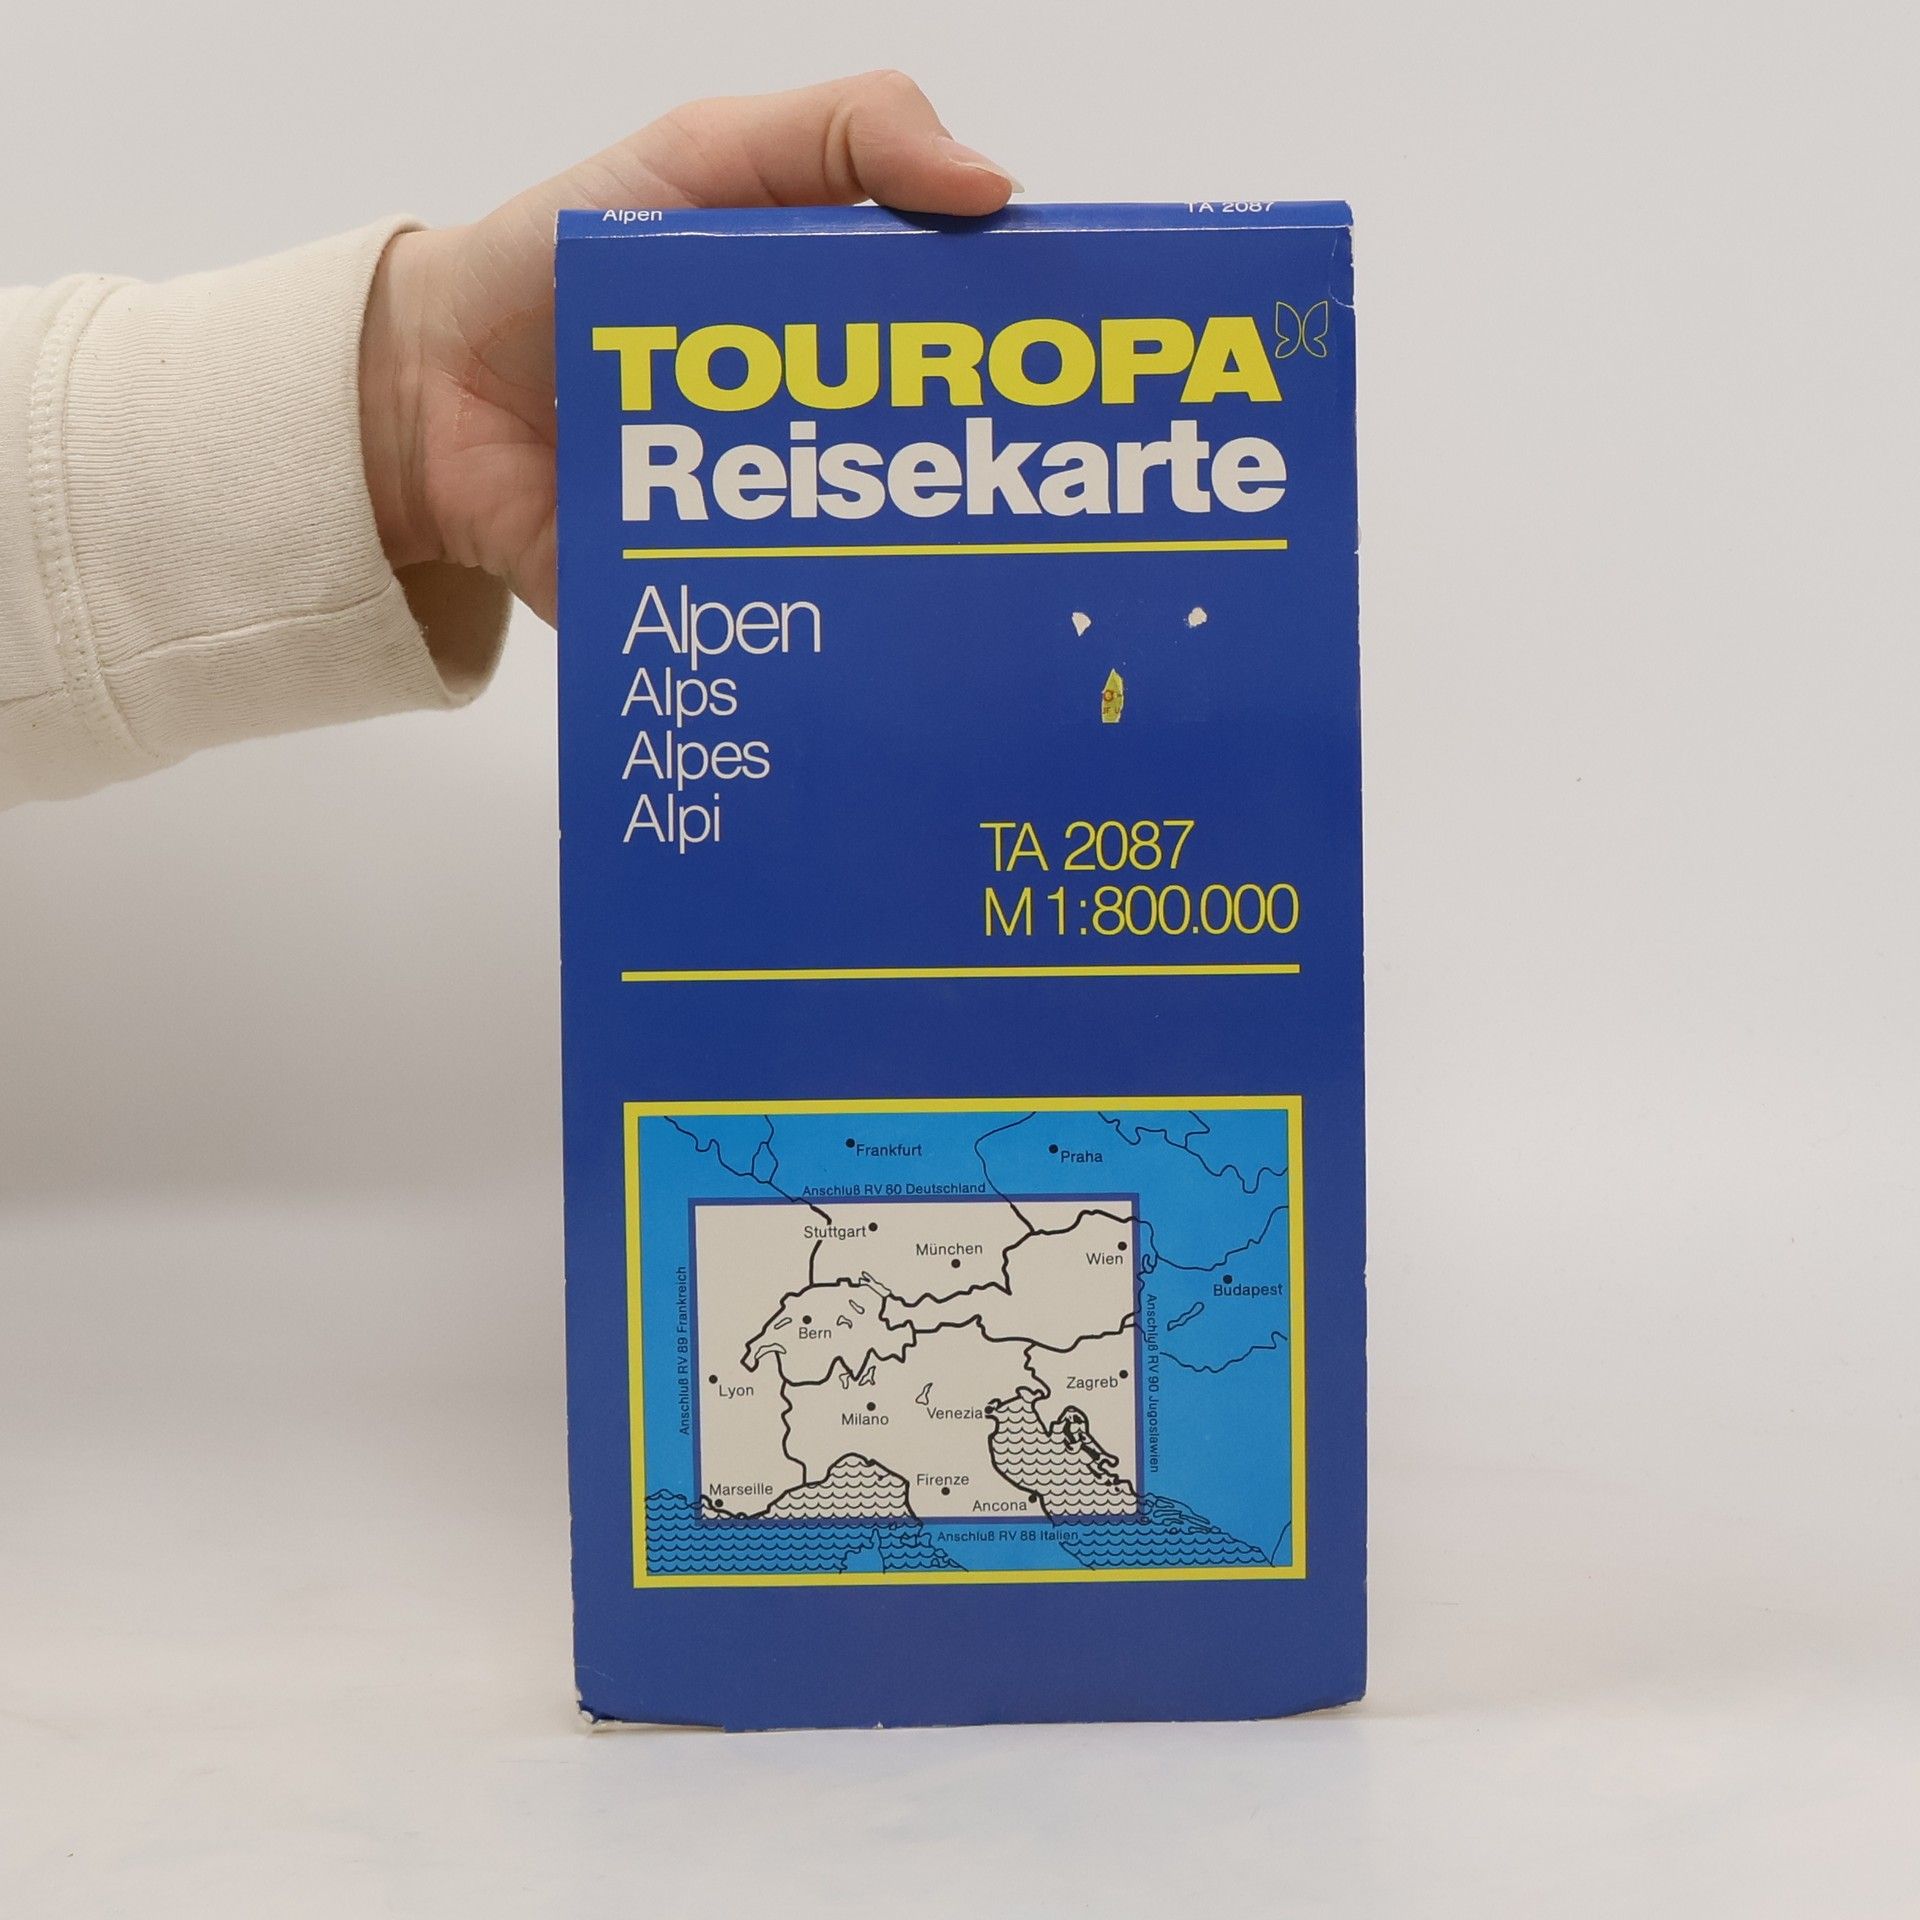 Alpen
TA 2087
TOUROPA
Reisekarte
Alpen
Alps
Alpes
Alpi
TA 2087
M 1:800.000
Frankfurt
Praha
Anschluß RV 80 Deutschland
Stuttgart
München
Wien
Budapest
Anschluß RV 89 Frankreich
Bern
Anschluß RV 90 Jugoslawien
Lyon
Zagreb
Milano
Venezia
Marseille
Firenze
Ancona
Anschluß RV 88 Italien